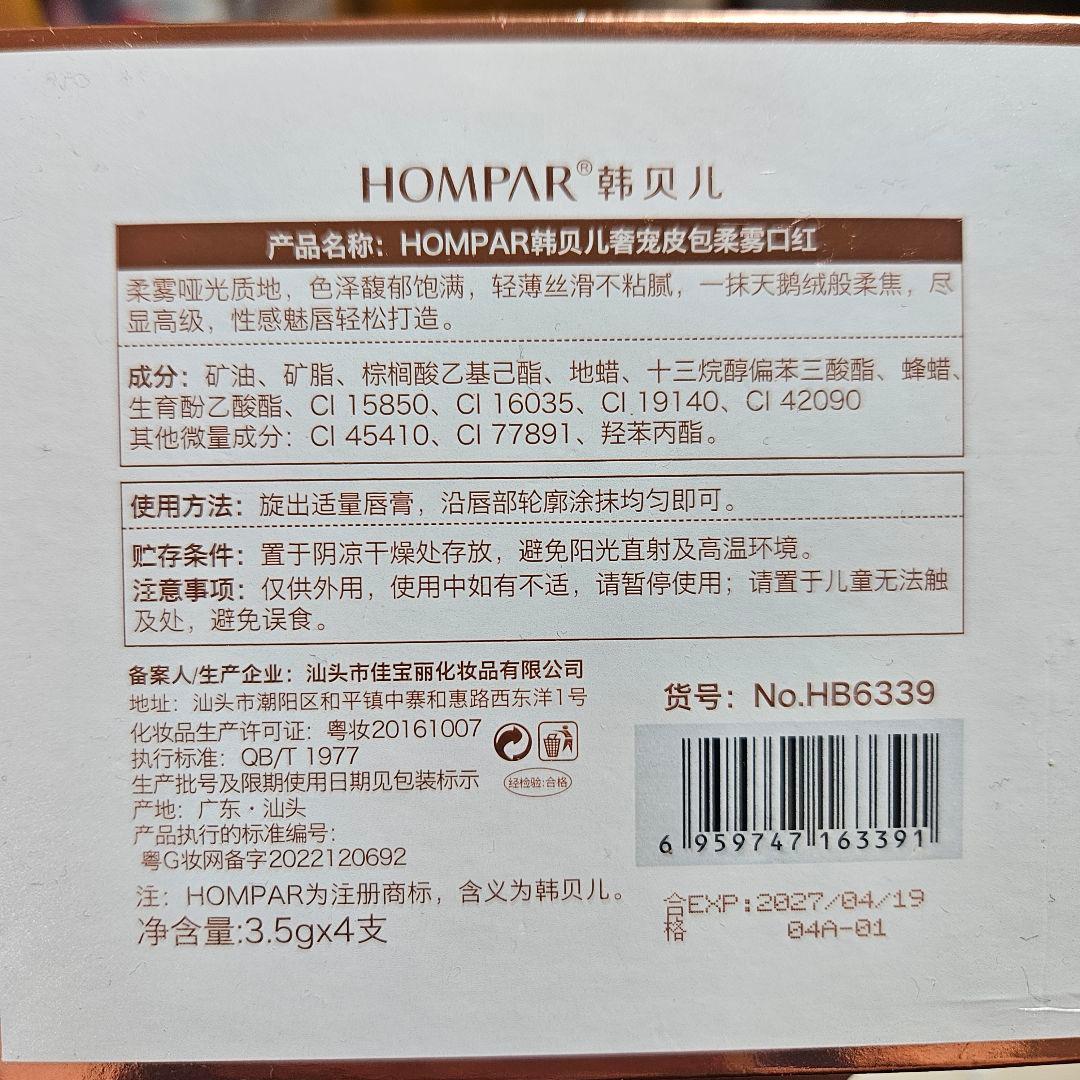 HOMPAR®韩贝儿
产品名称：HOMPAR韩贝儿奢宠皮包柔雾口红
柔雾哑光质地，色泽馥郁饱满，轻薄丝滑不粘腻，一抹天鹅绒般柔焦，尽
显高级，性感魅唇轻松打造。
成分：矿油、矿脂、棕榈酸乙基己酯、地蜡、十三烷醇偏苯三酸酯、蜂蜡、
生育酚乙酸酯、CI 15850、CI 16035、CI 19140、CI 42090
其他微量成分：CI 45410、CI 77891、羟苯丙酯。
使用方法：旋出适量唇膏，沿唇部轮廓涂抹均匀即可。
贮存条件：置于阴凉干燥处存放，避免阳光直射及高温环境。
注意事项：仅供外用，使用中如有不适，请暂停使用；请置于儿童无法触
及处，避免误食。
备案人/生产企业：汕头市佳宝丽化妆品有限公司
地址：汕头市潮阳区和平镇中寨和惠路西东洋1号
化妆品生产许可证：粤妆20161007
执行标准：QB/T 1977
生产批号及限期使用日期见包装标示
经检验:合格
产地：广东·汕头
产品执行的标准编号：
粤G妆网备字2022120692
注：HOMPAR为注册商标，含义为韩贝儿。
净含量:3.5gx4支
货号：No.HB6339
6 959747 163391
合格
EXP:2027/04/19
04A-01